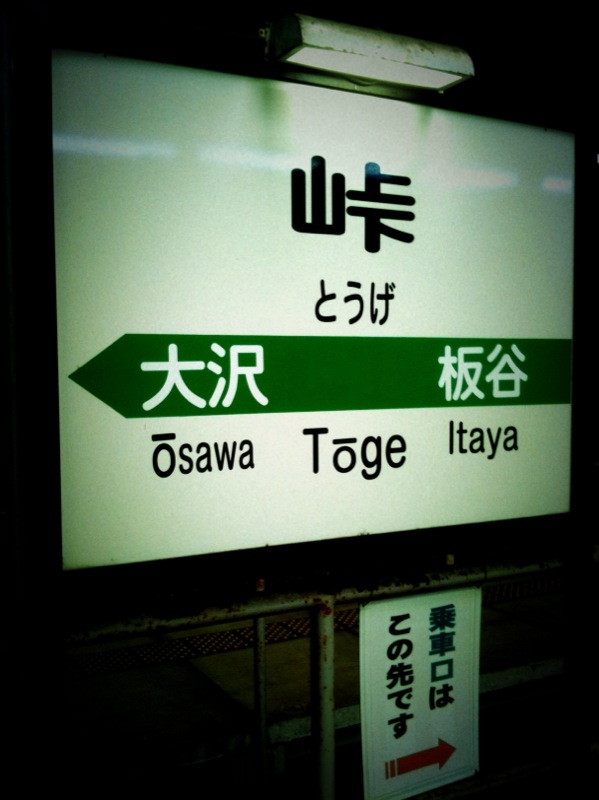 峠
とうげ
大沢 板谷
Ōsawa Tōge Itaya
乗車口は
この先です